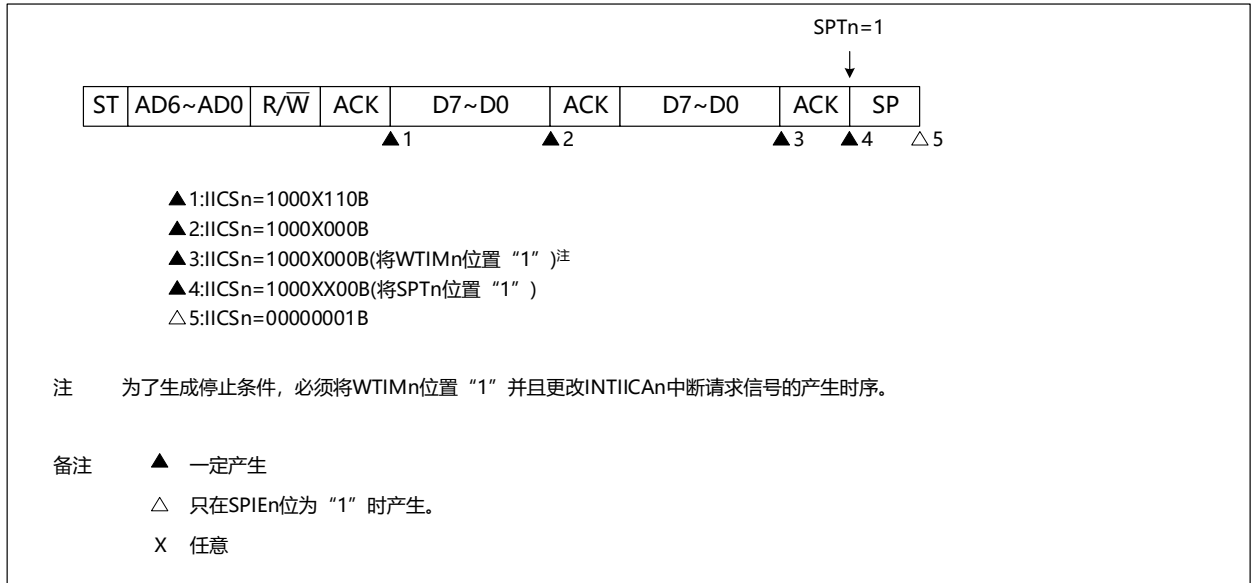 SPTn=1
ST AD6~AD0 R/W̅ ACK D7~D0 ACK D7~D0 ACK SP
▲1 ▲2 ▲3 ▲4 △5
▲1:IICSn=1000X110B
▲2:IICSn=1000X000B
▲3:IICSn=1000X000B(将WTIMn位置“1”)注
▲4:IICSn=1000XX00B(将SPTn位置“1”)
△5:IICSn=00000001B
注 为了生成停止条件，必须将WTIMn位置“1”并且更改INTIICAn中断请求信号的产生时序。
备注 ▲ 一定产生
△ 只在SPIEn位为“1”时产生。
X 任意